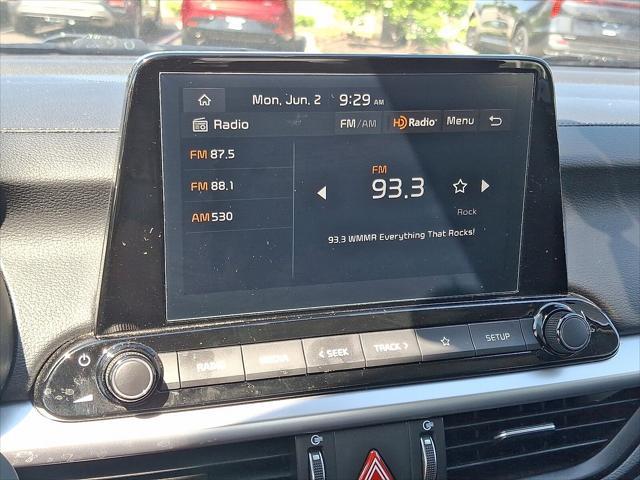 Mon, Jun. 2 9:29 AM
Radio FM/AM HD Radio Menu
FM 87.5
FM 88.1
AM 530
FM
93.3
Rock
93.3 WMMR Everything That Rocks!
RADIO MEDIA < SEEK TRACK > SETUP